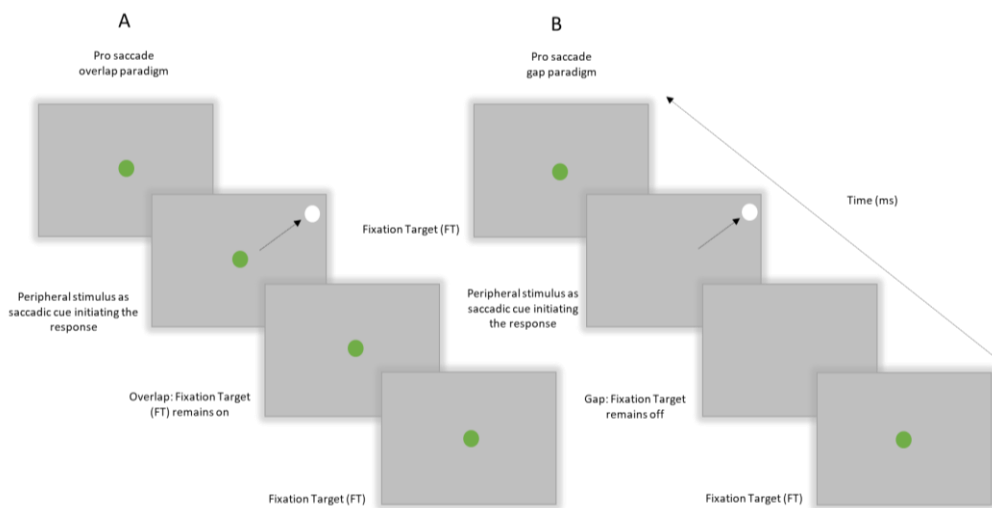 A
Pro saccade
overlap paradigm
Peripheral stimulus as
saccadic cue initiating the
response
Overlap: Fixation Target
(FT) remains on
Fixation Target (FT)
B
Pro saccade
gap paradigm
Fixation Target (FT)
Time (ms)
Peripheral stimulus as
saccadic cue initiating
the response
Gap: Fixation Target
remains off
Fixation Target (FT)